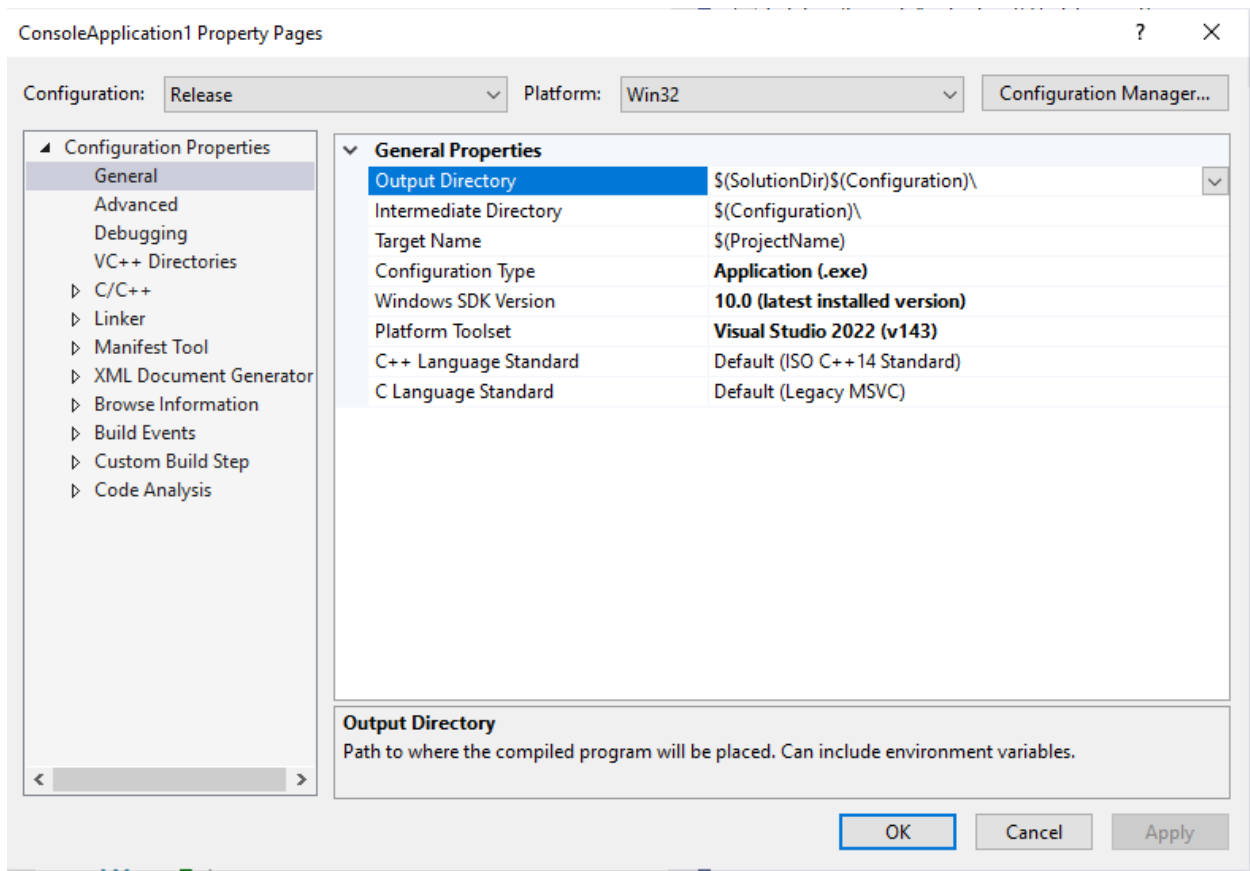 ConsoleApplication1 Property Pages ?
Configuration: Release Platform: Win32 Configuration Manager...
Configuration Properties
General
Advanced
Debugging
VC++ Directories
C/C++
Linker
Manifest Tool
XML Document Generator
Browse Information
Build Events
Custom Build Step
Code Analysis
General Properties
Output Directory $(SolutionDir)$(Configuration)\
Intermediate Directory $(Configuration)\
Target Name $(ProjectName)
Configuration Type Application (.exe)
Windows SDK Version 10.0 (latest installed version)
Platform Toolset Visual Studio 2022 (v143)
C++ Language Standard Default (ISO C++14 Standard)
C Language Standard Default (Legacy MSVC)
Output Directory
Path to where the compiled program will be placed. Can include environment variables.
OK Cancel Apply